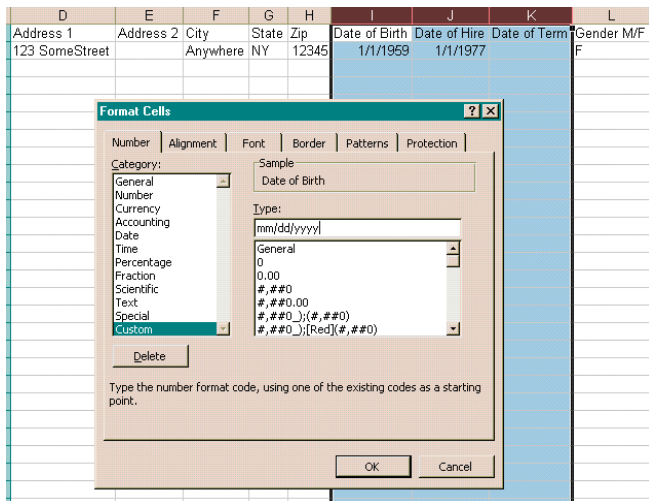 D E F G H I J K L
Address 1 Address 2 City State Zip Date of Birth Date of Hire Date of Term Gender M/F
123 SomeStreet Anywhere NY 12345 1/1/1959 1/1/1977 F
Format Cells
Number Alignment Font Border Patterns Protection
Category:
General
Number
Currency
Accounting
Date
Time
Percentage
Fraction
Scientific
Text
Special
Custom
Sample
Date of Birth
Type:
mm/dd/yyyy
General
0
0.00
#,##0
#,##0.00
#,##0_);(#,##0)
#,##0_);[Red](#,##0)
Delete
Type the number format code, using one of the existing codes as a starting
point.
OK Cancel